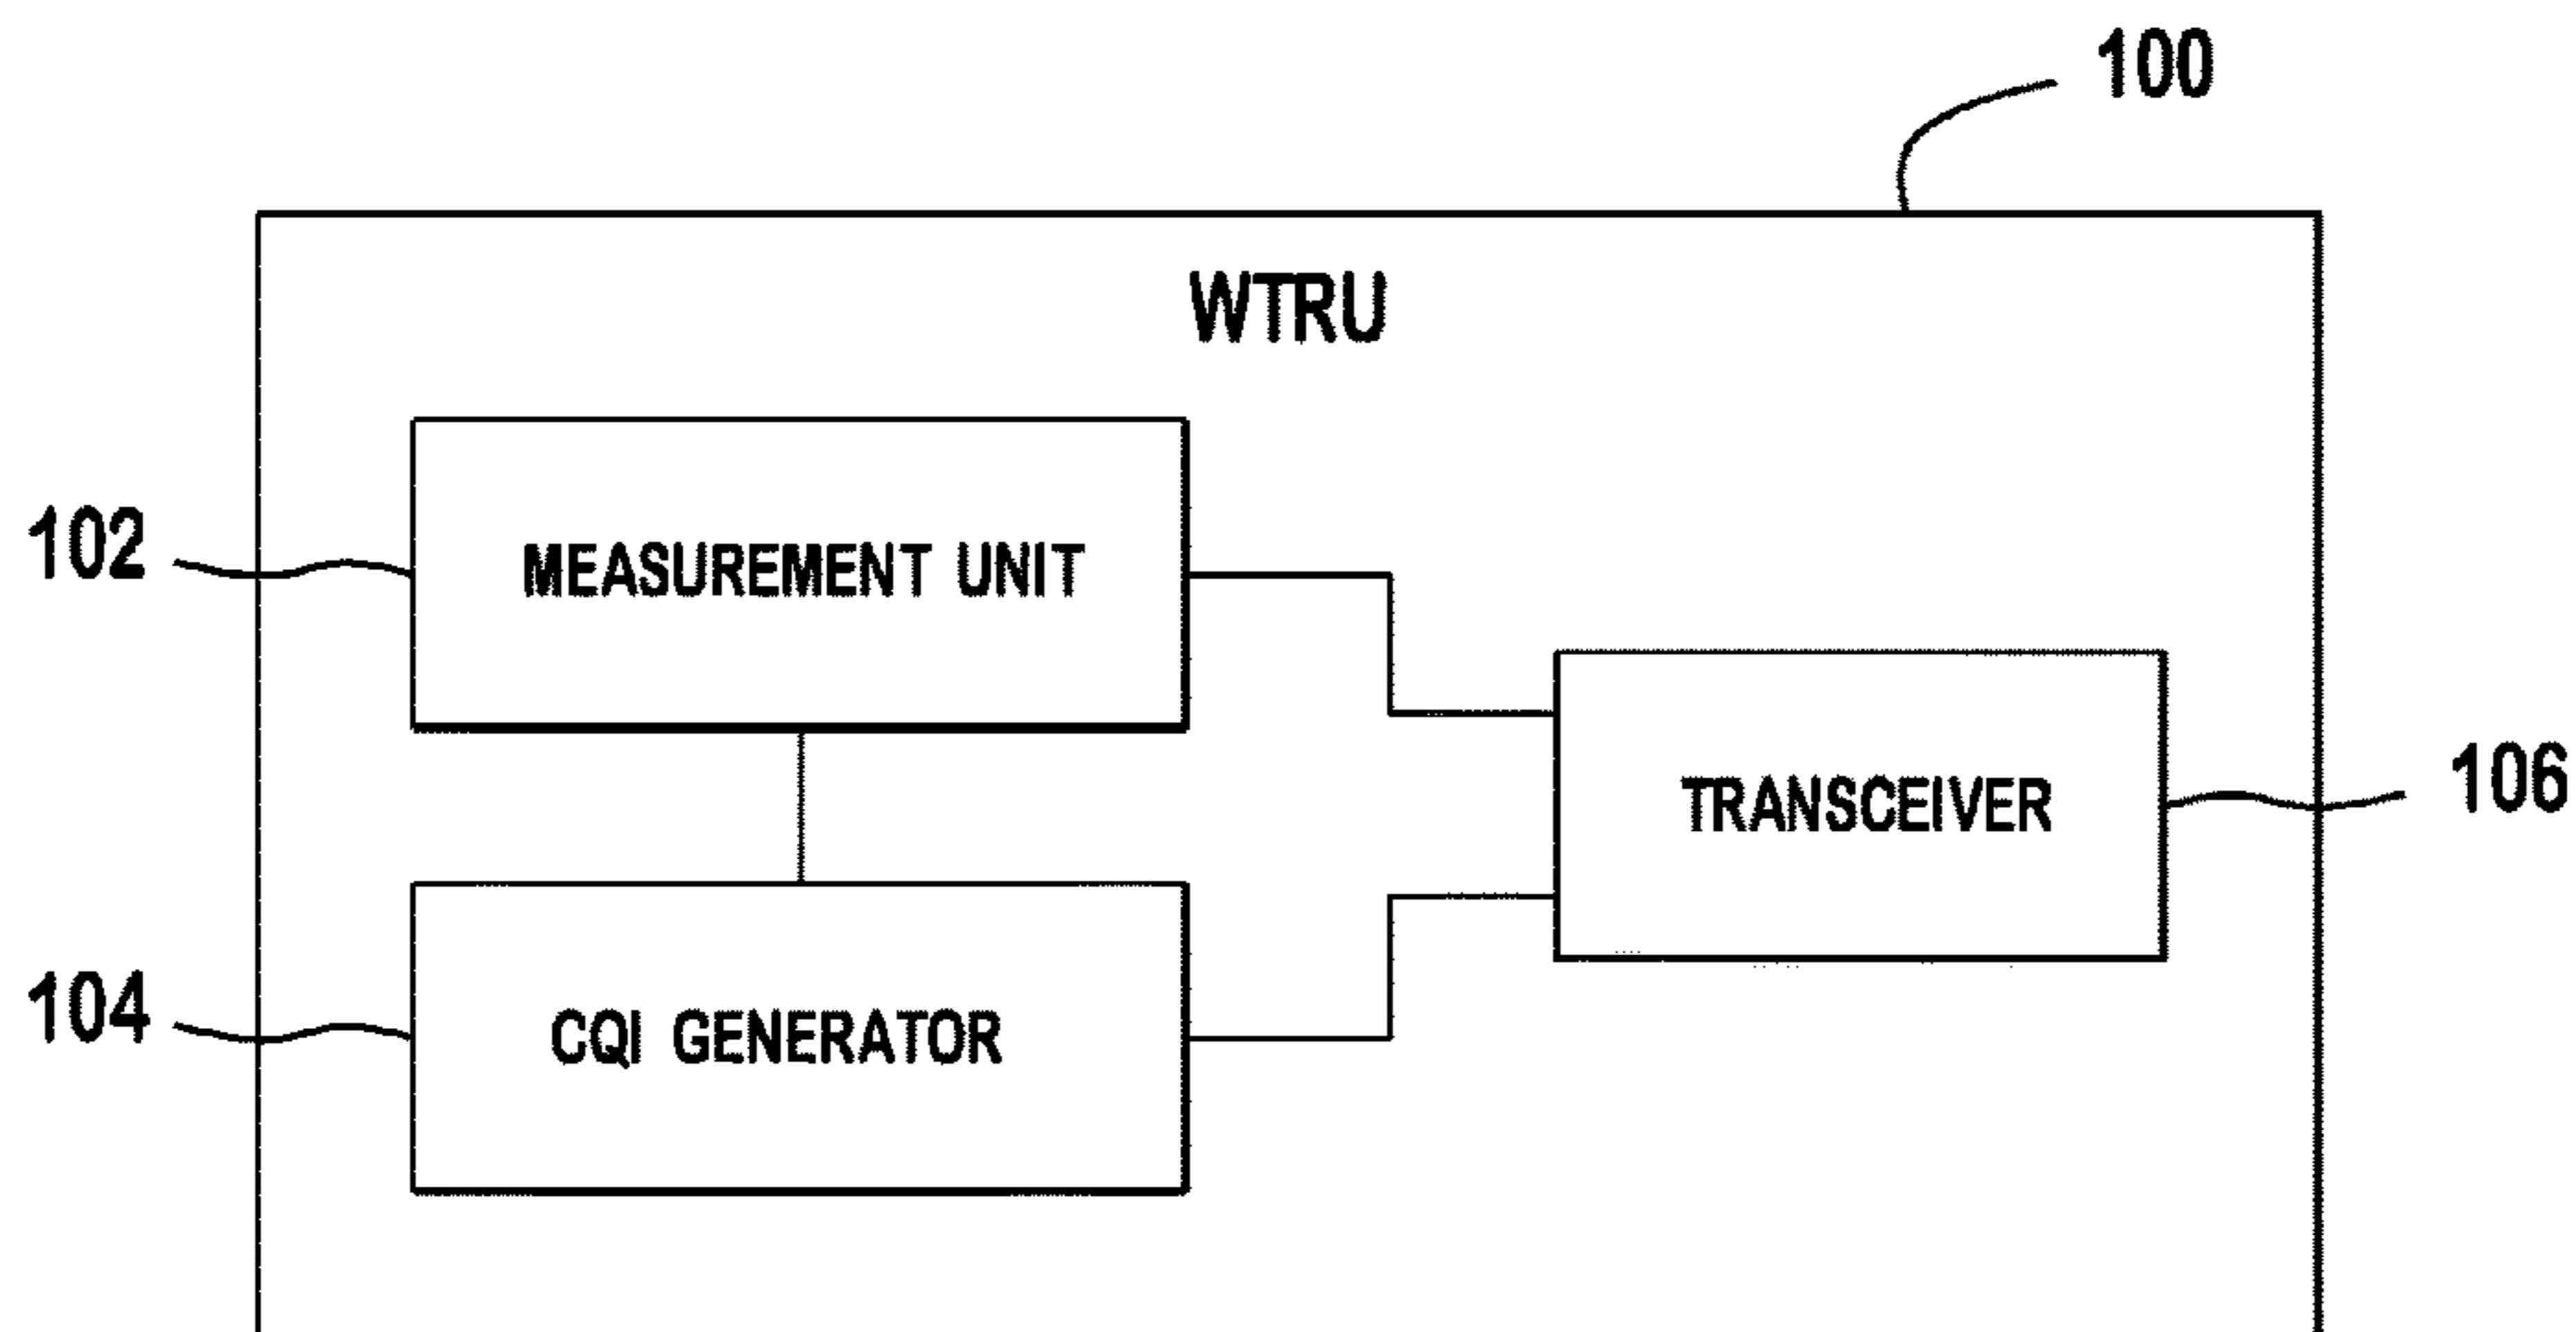 100
WTRU
102
MEASUREMENT UNIT
TRANSCEIVER
106
104
CQI GENERATOR